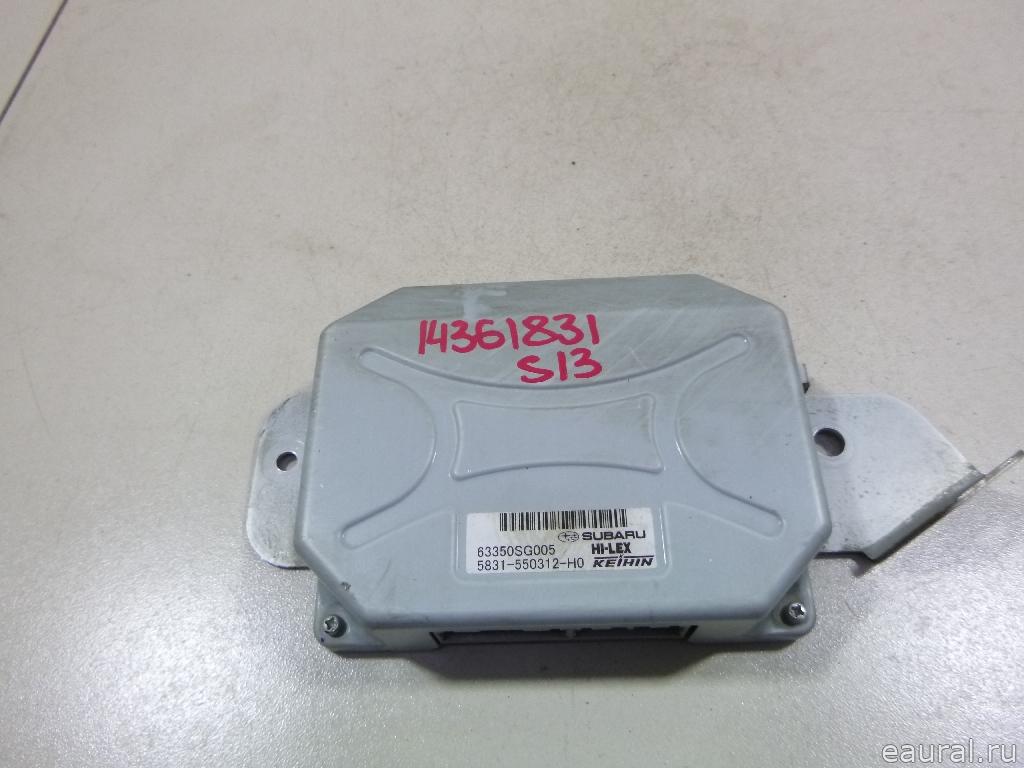 14361831
S13
SUBARU
63350SG005 HI-LEX
5831-550312-H0 KEIHIN
eaural.ru